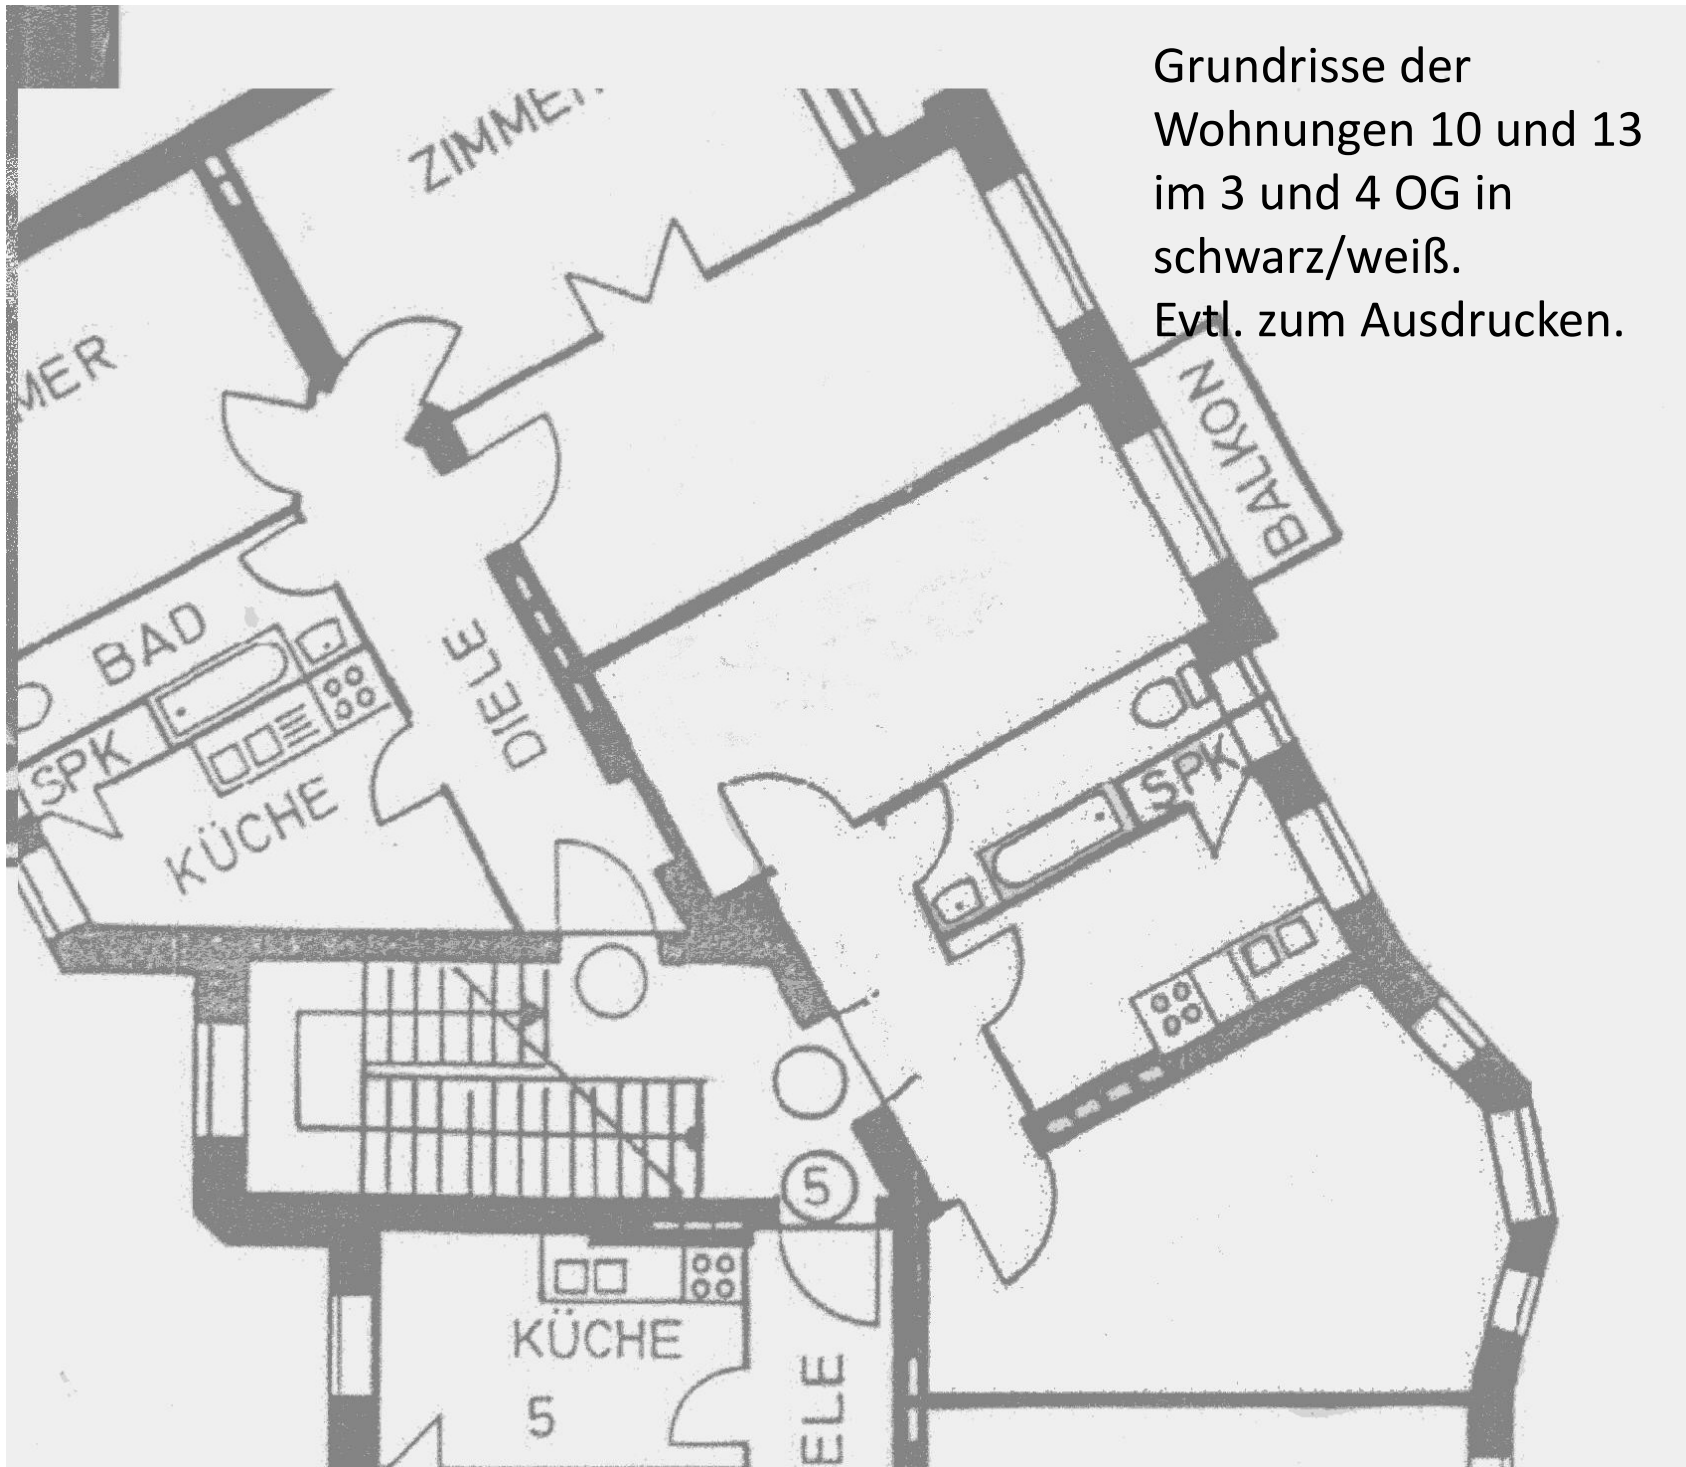 Grundrisse der
Wohnungen 10 und 13
im 3 und 4 OG in
schwarz/weiß.
Evtl. zum Ausdrucken.
ZIMMER
MER
BALKON
BAD
DIELE
SPK
SPK
KÜCHE
5
KÜCHE
5
ELE